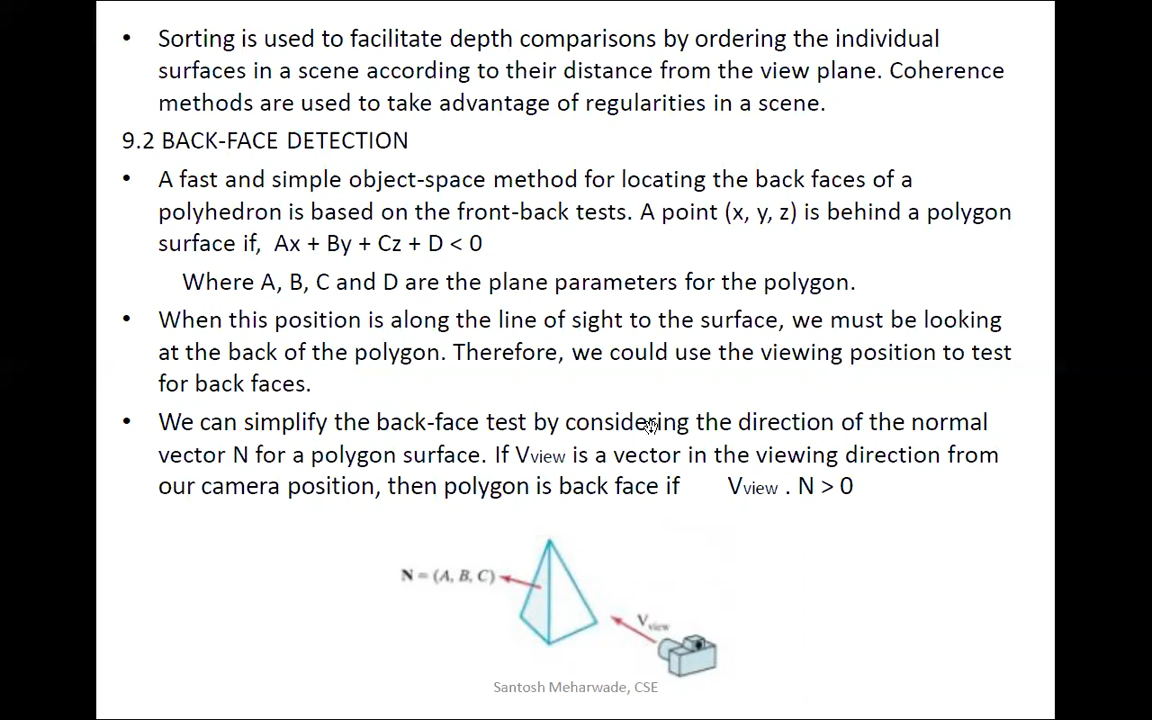 • Sorting is used to facilitate depth comparisons by ordering the individual
surfaces in a scene according to their distance from the view plane. Coherence
methods are used to take advantage of regularities in a scene.
9.2 BACK-FACE DETECTION
• A fast and simple object-space method for locating the back faces of a
polyhedron is based on the front-back tests. A point (x, y, z) is behind a polygon
surface if, Ax + By + Cz + D < 0
Where A, B, C and D are the plane parameters for the polygon.
• When this position is along the line of sight to the surface, we must be looking
at the back of the polygon. Therefore, we could use the viewing position to test
for back faces.
• We can simplify the back-face test by considering the direction of the normal
vector N for a polygon surface. If Vview is a vector in the viewing direction from
our camera position, then polygon is back face if Vview . N > 0
N = (A, B, C)
Vview
Santosh Meharwade, CSE